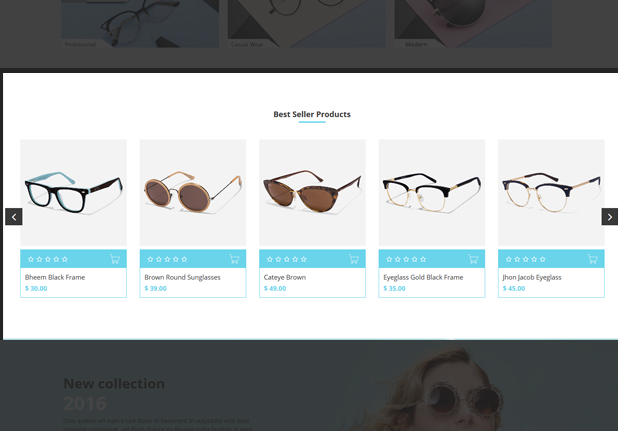 Professional
Casual Wear
Modern
Best Seller Products
Bheem Black Frame
$ 30.00
Brown Round Sunglasses
$ 39.00
Cateye Brown
$ 49.00
Eyeglass Gold Black Frame
$ 35.00
Jhon Jacob Eyeglass
$ 45.00
New collection
2016